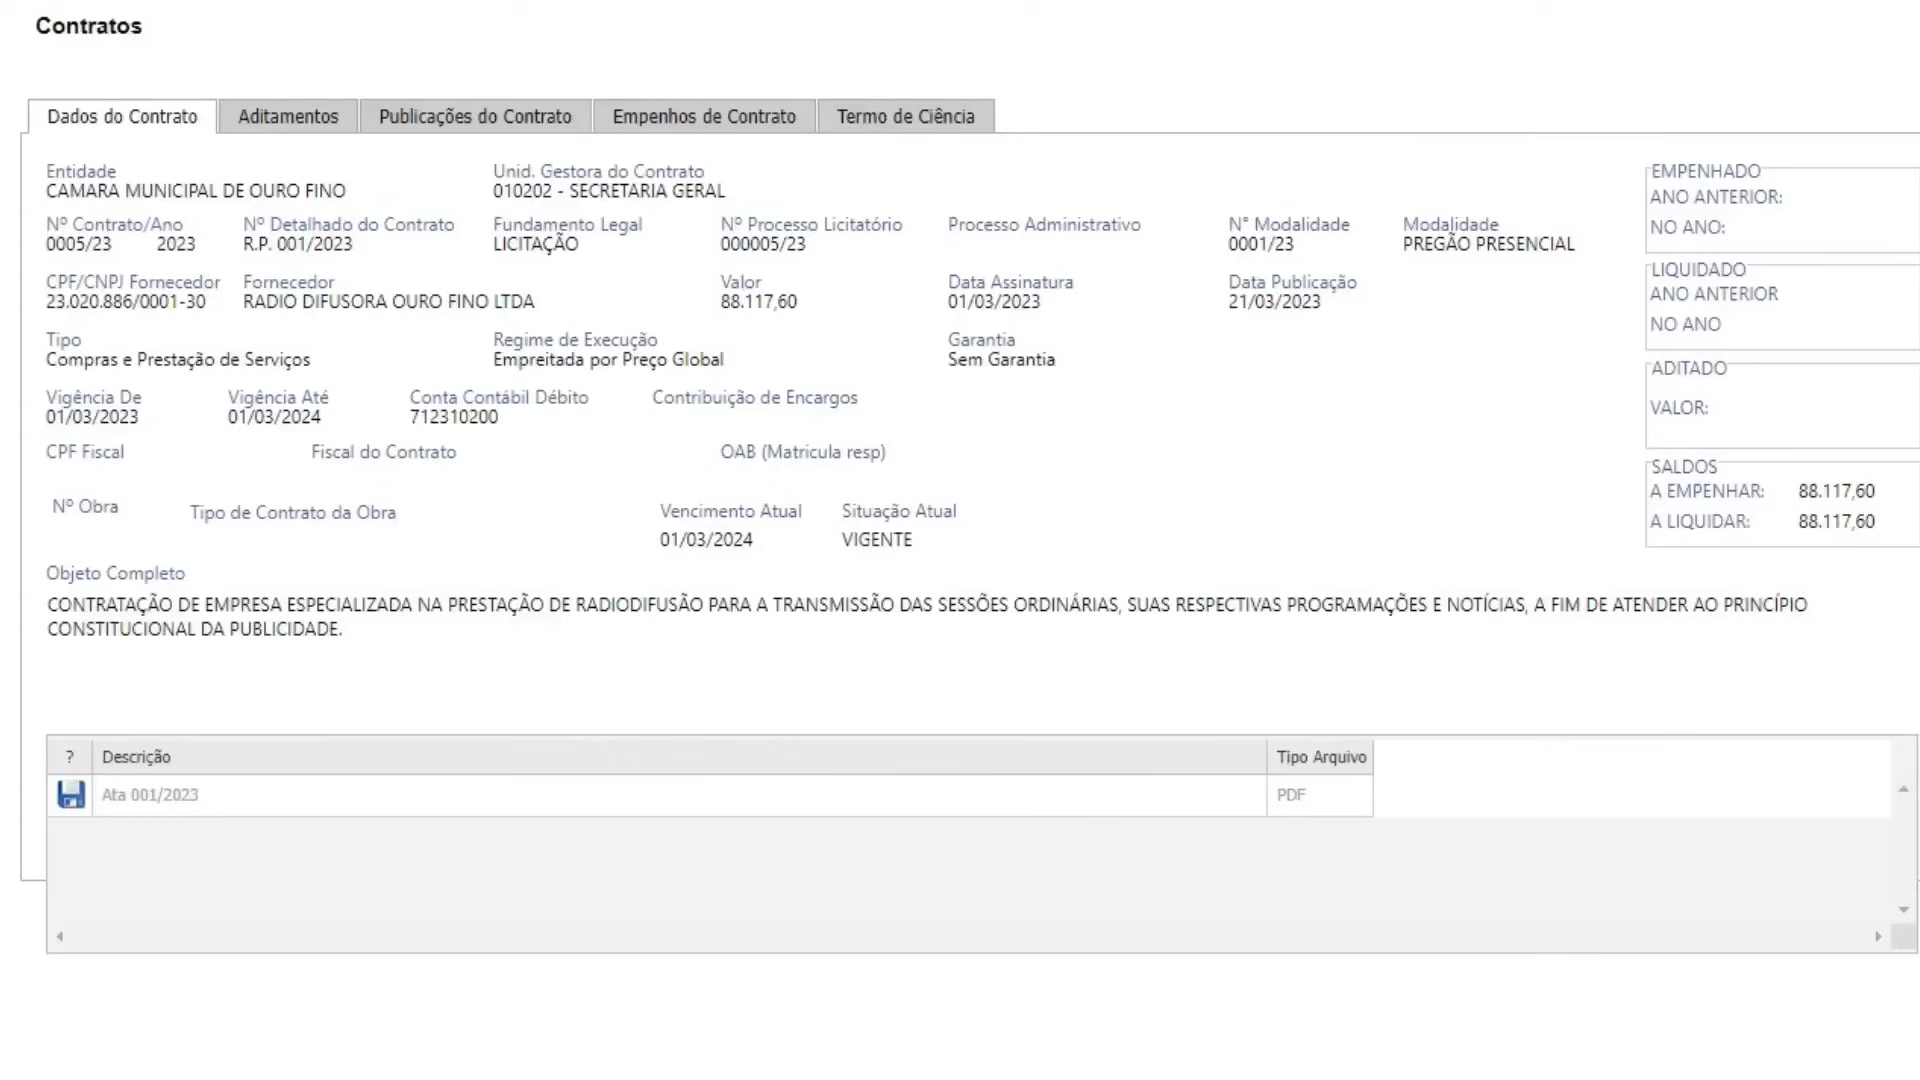 Contratos
Dados do Contrato Aditamentos Publicações do Contrato Empenhos de Contrato Termo de Ciência
Entidade Unid. Gestora do Contrato
CAMARA MUNICIPAL DE OURO FINO 010202 - SECRETARIA GERAL
Nº Contrato/Ano Nº Detalhado do Contrato Fundamento Legal Nº Processo Licitatório Processo Administrativo N° Modalidade Modalidade
0005/23 2023 R.P. 001/2023 LICITAÇÃO 000005/23 0001/23 PREGÃO PRESENCIAL
CPF/CNPJ Fornecedor Fornecedor Valor Data Assinatura Data Publicação
23.020.886/0001-30 RADIO DIFUSORA OURO FINO LTDA 88.117,60 01/03/2023 21/03/2023
Tipo Regime de Execução Garantia
Compras e Prestação de Serviços Empreitada por Preço Global Sem Garantia
Vigência De Vigência Até Conta Contábil Débito Contribuição de Encargos
01/03/2023 01/03/2024 712310200
CPF Fiscal Fiscal do Contrato OAB (Matricula resp)
Nº Obra Tipo de Contrato da Obra Vencimento Atual Situação Atual
01/03/2024 VIGENTE
EMPENHADO
ANO ANTERIOR:
NO ANO:
LIQUIDADO
ANO ANTERIOR
NO ANO
ADITADO
VALOR:
SALDOS
A EMPENHAR: 88.117,60
A LIQUIDAR: 88.117,60
Objeto Completo
CONTRATAÇÃO DE EMPRESA ESPECIALIZADA NA PRESTAÇÃO DE RADIODIFUSÃO PARA A TRANSMISSÃO DAS SESSÕES ORDINÁRIAS, SUAS RESPECTIVAS PROGRAMAÇÕES E NOTÍCIAS, A FIM DE ATENDER AO PRINCÍPIO
CONSTITUCIONAL DA PUBLICIDADE.
? Descrição Tipo Arquivo
Ata 001/2023 PDF